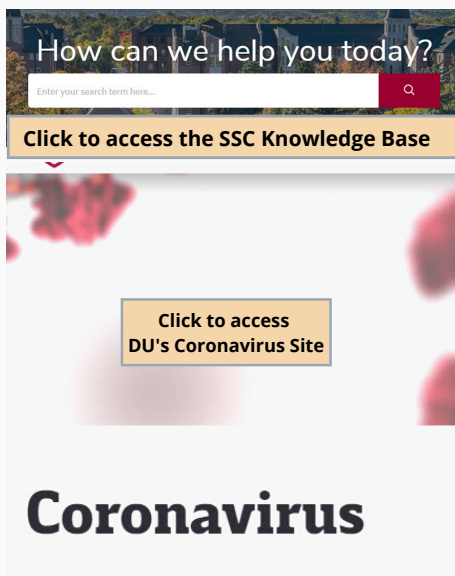 How can we help you today?
Enter your search term here...
Click to access the SSC Knowledge Base
Click to access
DU's Coronavirus Site
Coronavirus